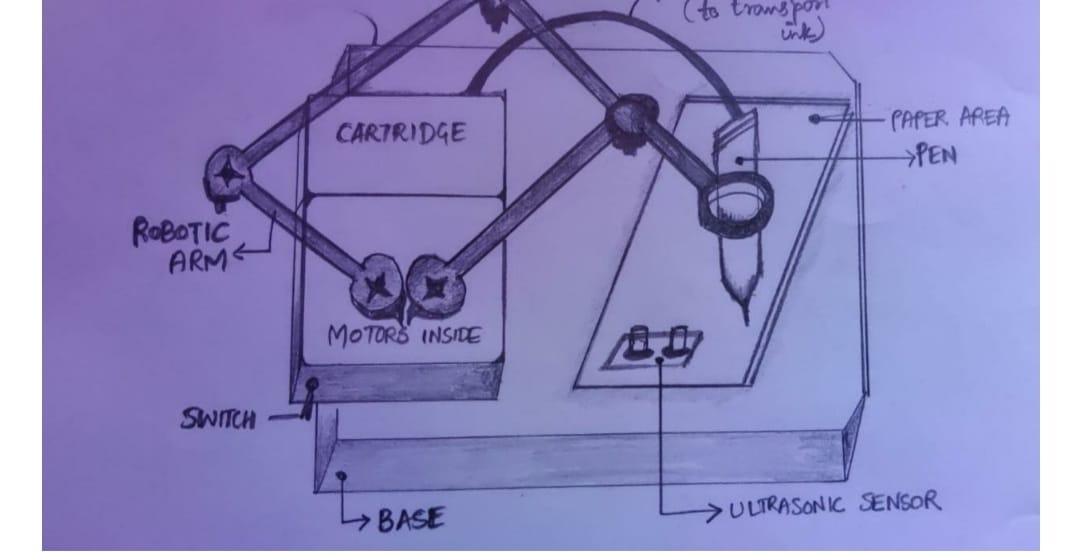 (to transport
ink)
CARTRIDGE
PAPER AREA
PEN
ROBOTIC
ARM
MOTORS INSIDE
SWITCH
BASE
ULTRASONIC SENSOR